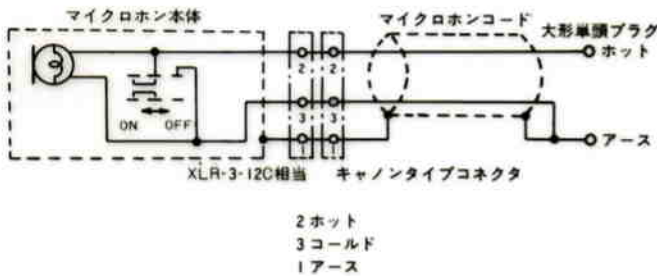 マイクロホン本体
マイクロホンコード
大形単頭プラグ
ホット
2 2
3 3
1 1
ON OFF
アース
XLR-3-12C相当 キャノンタイプコネクタ
2 ホット
3 コールド
1 アース